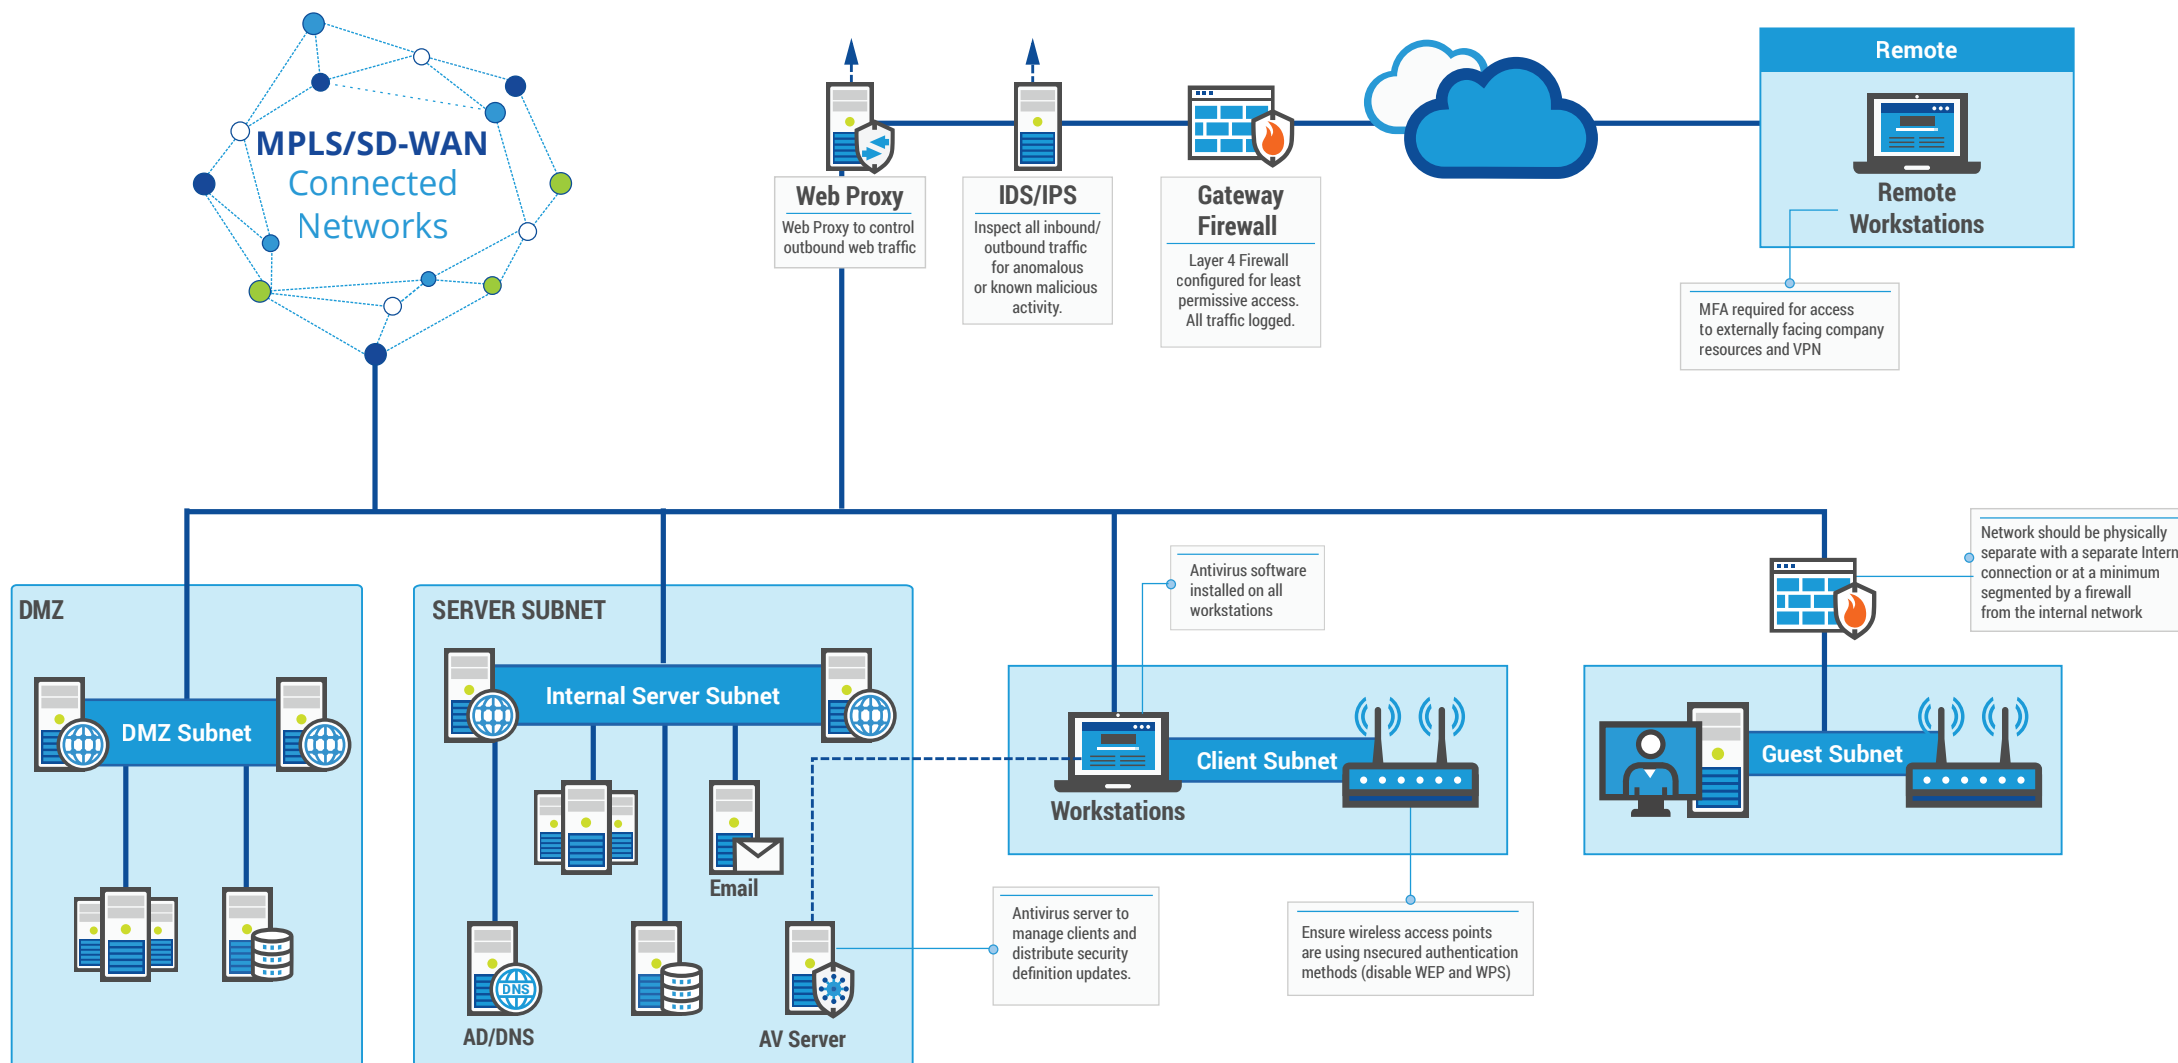 MPLS/SD-WAN
Connected
Networks
Web Proxy
Web Proxy to control
outbound web traffic
IDS/IPS
Inspect all inbound/
outbound traffic
for anomalous
or known malicious
activity.
Gateway
Firewall
Layer 4 Firewall
configured for least
permissive access.
All traffic logged.
Remote
Remote
Workstations
MFA required for access
to externally facing company
resources and VPN
Network should be physically
separate with a separate Intern
connection or at a minimum
segmented by a firewall
from the internal network
Antivirus software
installed on all
workstations
DMZ
DMZ Subnet
SERVER SUBNET
Internal Server Subnet
Email
DNS
AD/DNS
AV Server
Workstations
Client Subnet
Guest Subnet
Antivirus server to
manage clients and
distribute security
definition updates.
Ensure wireless access points
are using nsecured authentication
methods (disable WEP and WPS)